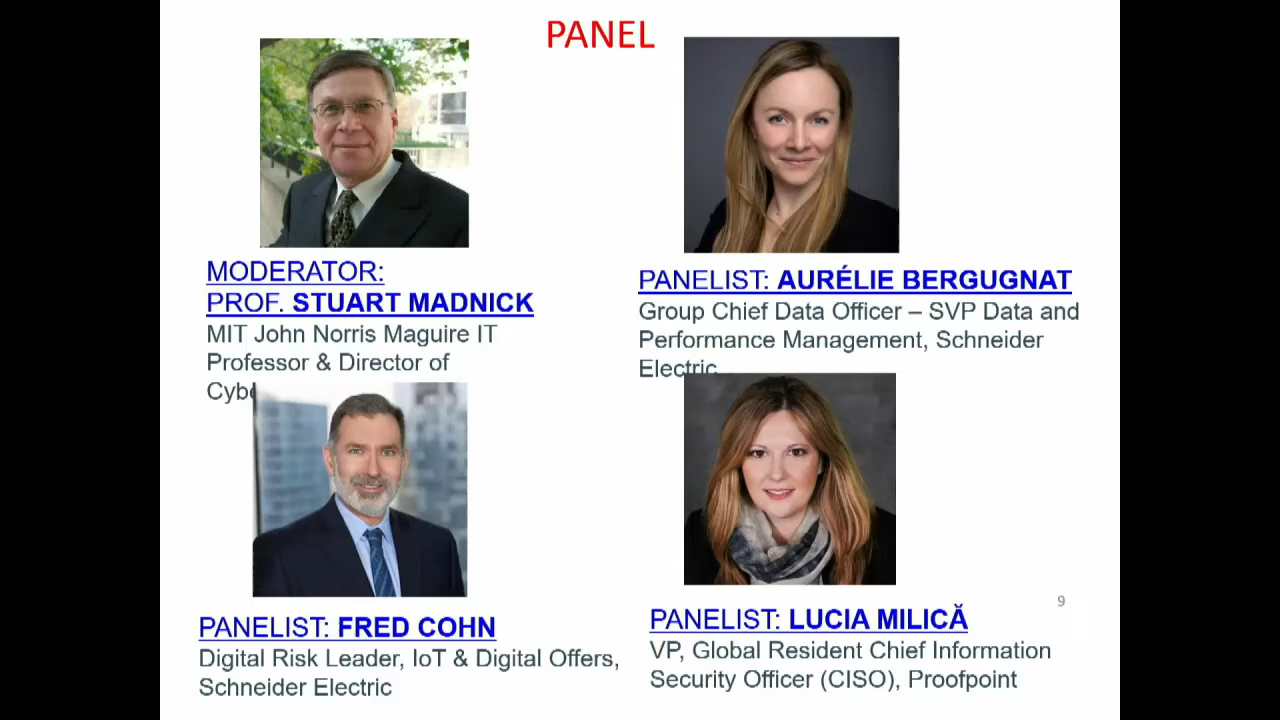 PANEL
MODERATOR:
PROF. STUART MADNICK
MIT John Norris Maguire IT
Professor & Director of
PANELIST: AURÉLIE BERGUGNAT
Group Chief Data Officer – SVP Data and
Performance Management, Schneider
Electric
PANELIST: FRED COHN
Digital Risk Leader, IoT & Digital Offers,
Schneider Electric
PANELIST: LUCIA MILICĂ
VP, Global Resident Chief Information
Security Officer (CISO), Proofpoint
9